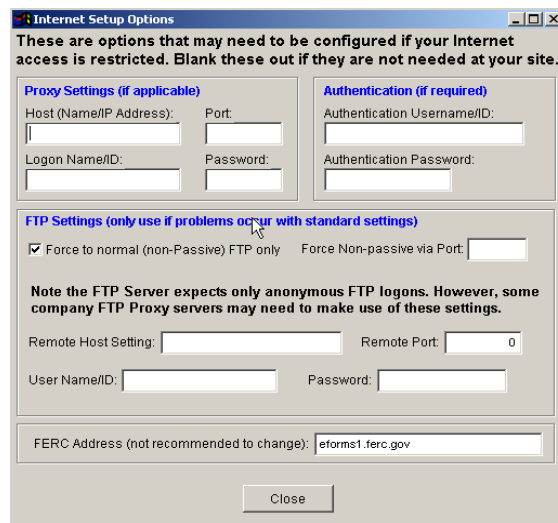 Internet Setup Options
These are options that may need to be configured if your Internet
access is restricted. Blank these out if they are not needed at your site.
Proxy Settings (if applicable)
Authentication (if required)
Host (Name/IP Address):
Port:
Authentication Username/ID:
Logon Name/ID:
Password:
Authentication Password:
FTP Settings (only use if problems occur with standard settings)
Force to normal (non-Passive) FTP only
Force Non-passive via Port:
Note the FTP Server expects only anonymous FTP logons. However, some
company FTP Proxy servers may need to make use of these settings.
Remote Host Setting:
Remote Port:
0
User Name/ID:
Password:
FERC Address (not recommended to change):
eforms1.ferc.gov
Close